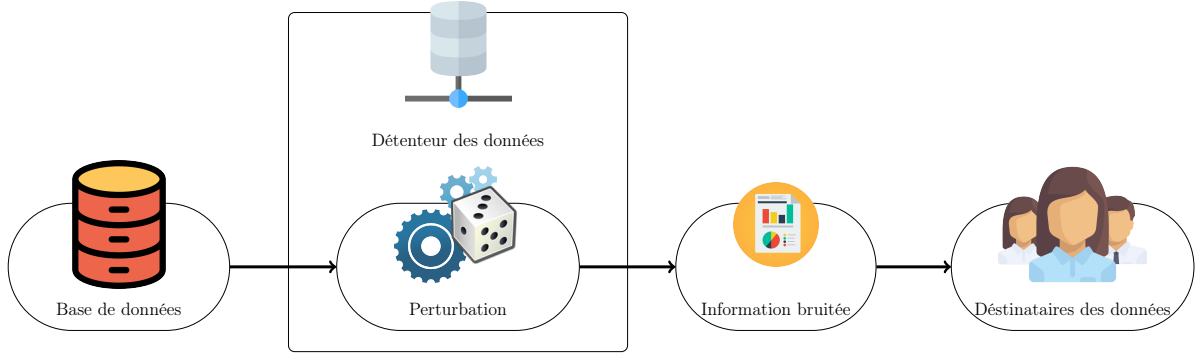 Détenteur des données
Base de données
Perturbation
Information bruitée
Déstinataires des données